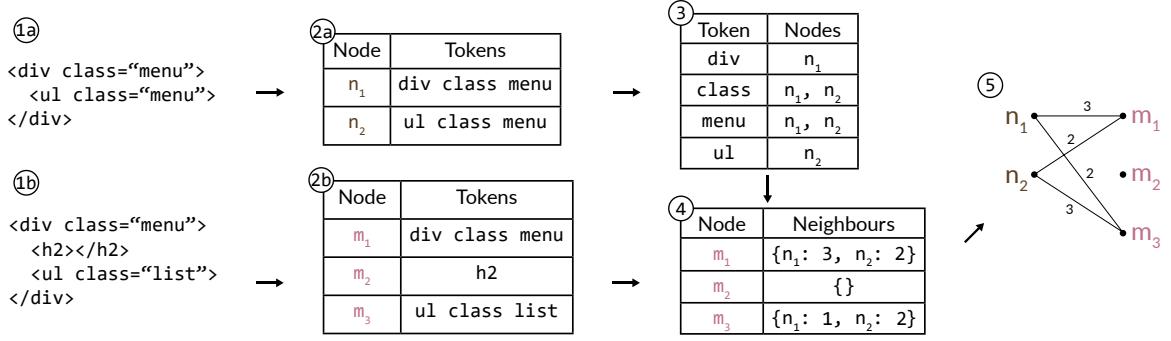 1a
<div class=“menu”>
<ul class=“menu”>
</div>
2a
Node Tokens
n1 div class menu
n2 ul class menu
3
Token Nodes
div n1
class n1, n2
menu n1, n2
ul n2
1b
<div class=“menu”>
<h2></h2>
<ul class=“list”>
</div>
2b
Node Tokens
m1 div class menu
m2 h2
m3 ul class list
4
Node Neighbours
m1 {n1: 3, n2: 2}
m2 {}
m3 {n1: 1, n2: 2}
5
n1 3 m1
2
n2 2 m2
3 m3